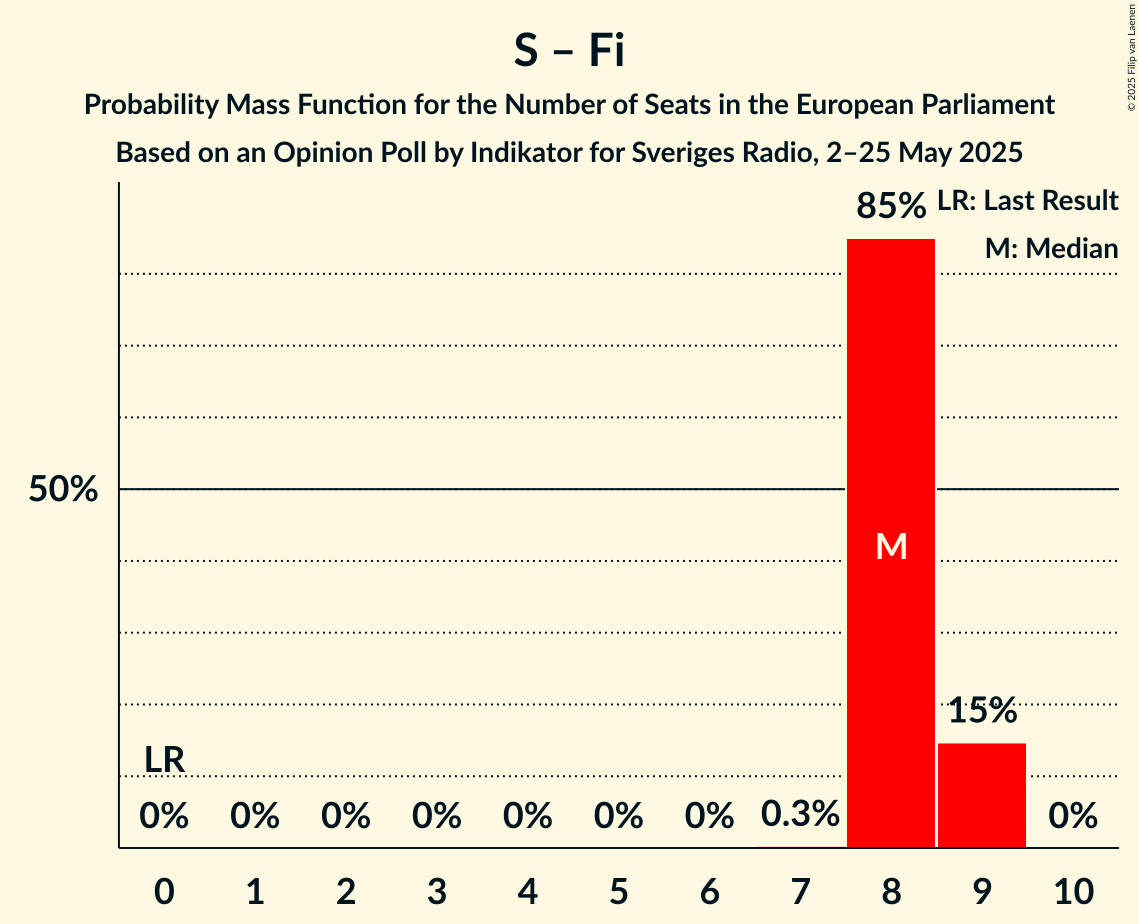 S – Fi
Probability Mass Function for the Number of Seats in the European Parliament
Based on an Opinion Poll by Indikator for Sveriges Radio, 2–25 May 2025
© 2025 Filip van Laenen
LR: Last Result
M: Median
50%
LR
M
0% 0% 0% 0% 0% 0% 0% 0.3% 85% 15% 0%
0 1 2 3 4 5 6 7 8 9 10